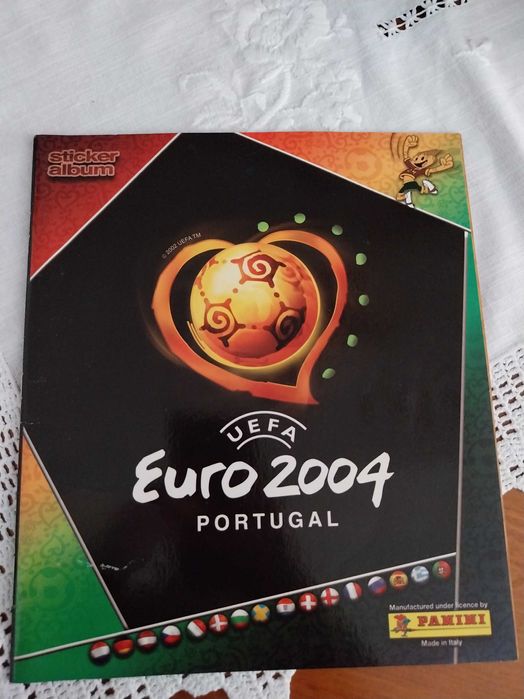 sticker
album
© 2002 UEFA TM
UEFA
Euro 2004
PORTUGAL
Manufactured under licence by
PANINI
Made in Italy